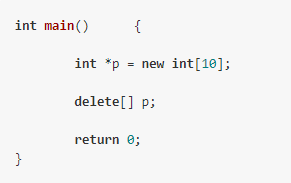 int main()      {
        int *p = new int[10];
        delete[] p;
        return 0;
}